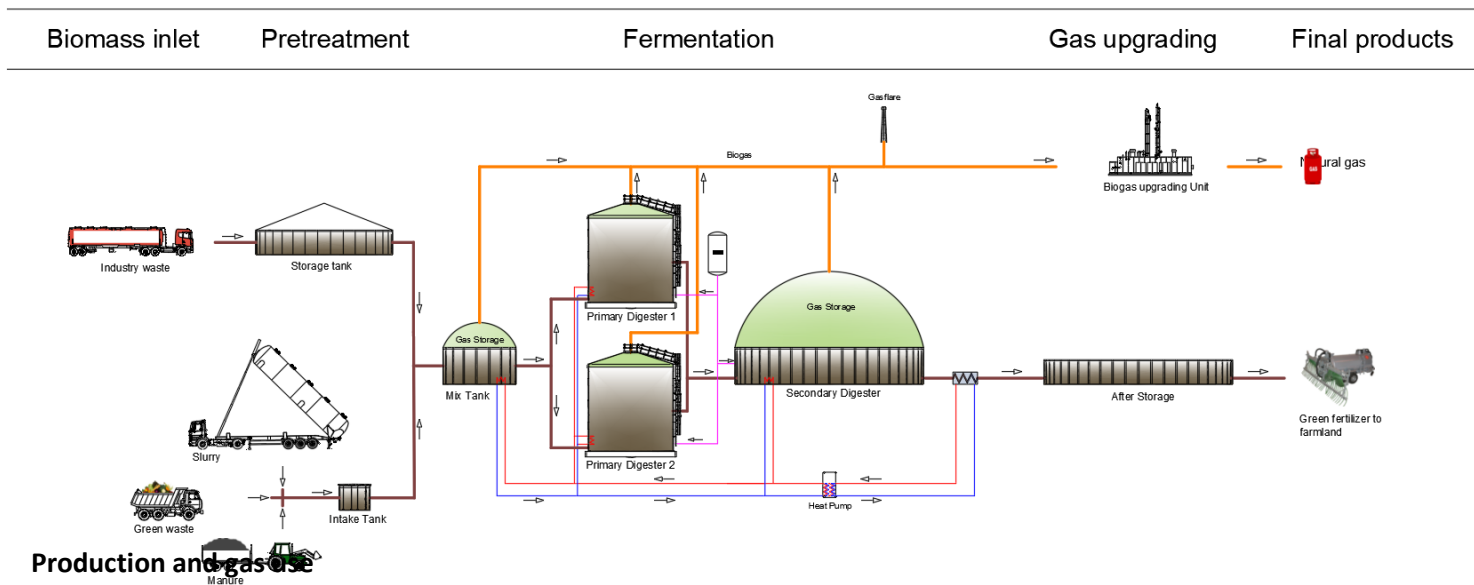 Biomass inlet Pretreatment Fermentation Gas upgrading Final products
Gasflare
Biogas
Natural gas
GAS
Biogas upgrading Unit
Industry waste
Storage tank
Gas Storage
Primary Digester 1
Gas Storage
Mix Tank
Secondary Digester
After Storage
Slurry
Primary Digester 2
Green fertilizer to
farmland
Green waste
Intake Tank
Heat Pump
Production and gas use
Manure